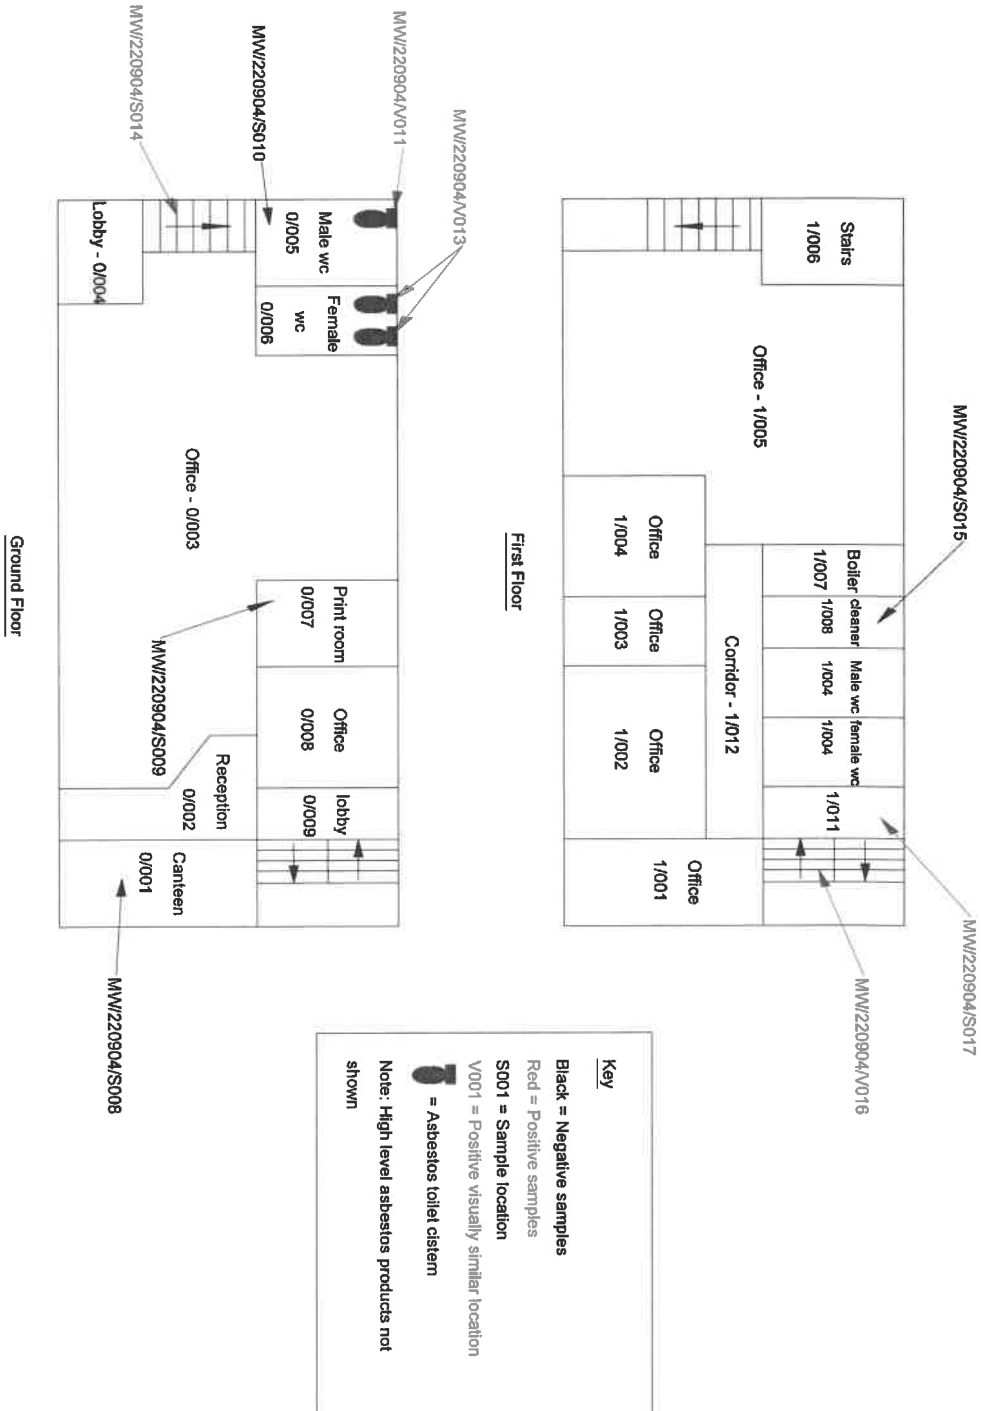 MW/220904/S015
MW/220904/S017
MW/220904/V016
Stairs
1/006
Office - 1/005
Boiler
1/007
cleaner
1/008
Male wc
1/004
female wc
1/004
1/011
Corridor - 1/012
Office
1/004
Office
1/003
Office
1/002
Office
1/001
First Floor
MW/220904/V011
MW/220904/V013
MW/220904/S010
MW/220904/S014
Male wc
0/005
Female
wc
0/006
Lobby - 0/004
Office - 0/003
Print room
0/007
Office
0/008
lobby
0/009
Reception
0/002
Canteen
0/001
MW/220904/S009
MW/220904/S008
Ground Floor
Key
Black = Negative samples
Red = Positive samples
S001 = Sample location
V001 = Positive visually similar location
= Asbestos toilet cistern
Note: High level asbestos products not
shown